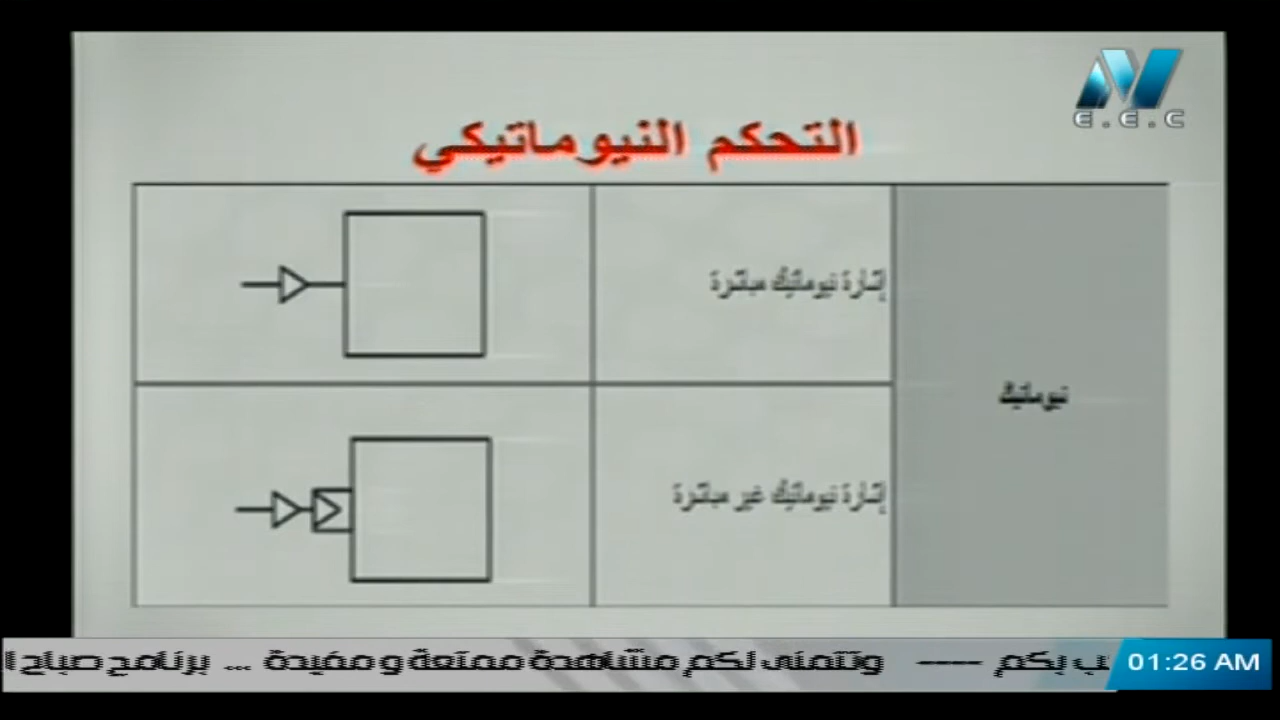 E.E.C
التحكم النيوماتيكي
إشارة نيوماتيك مباشرة
نيوماتيك
إشارة نيوماتيك غير مباشرة
ب بكم ---- وتتمنى لكم مشاهدة ممتعة ومفيدة ... برنامج صباح
01:26 AM